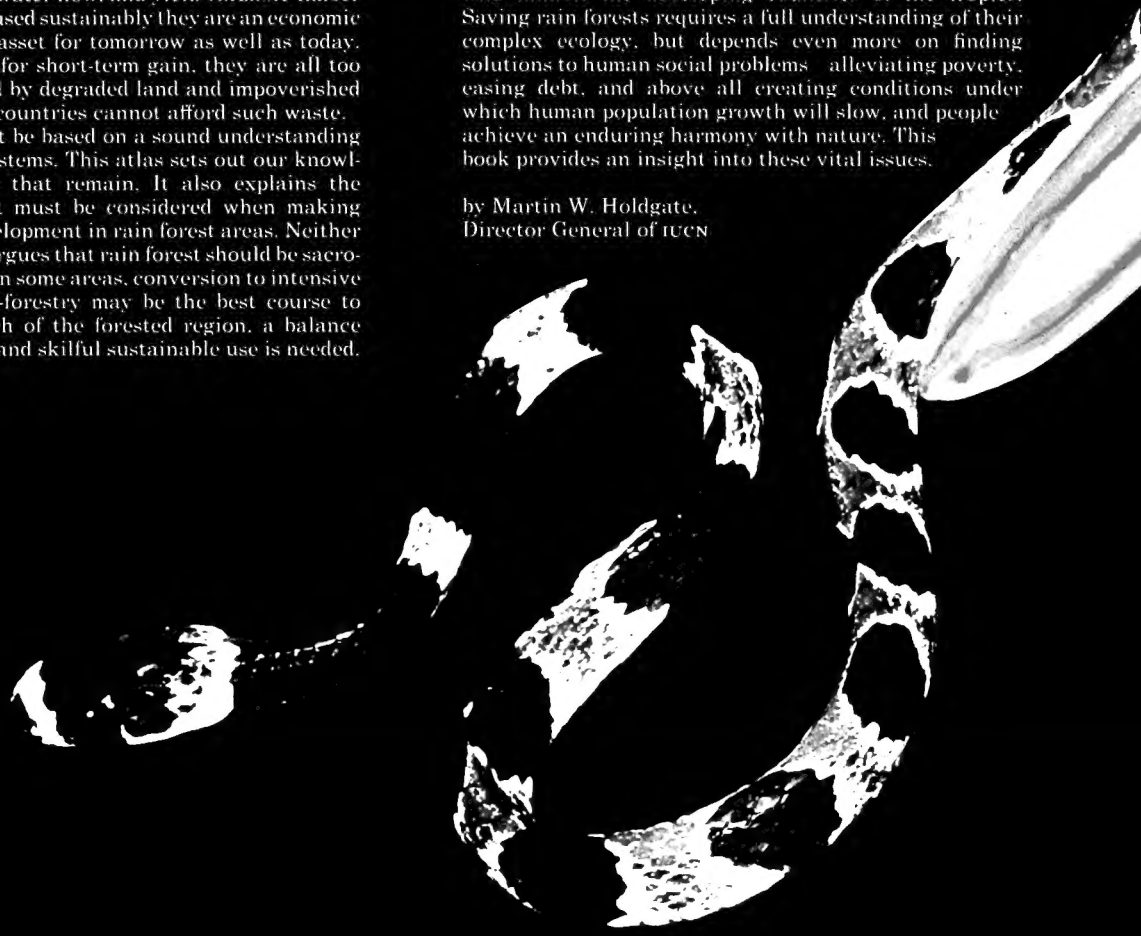 ased sustainably they are an economic
asset for tomorrow as well as today.
for short-term gain, they are all too
l by degraded land and impoverished
countries cannot afford such waste.
t be based on a sound understanding
stems. This atlas sets out our knowl-
that remain. It also explains the
t must be considered when making
elopment in rain forest areas. Neither
rgues that rain forest should be sacro-
n some areas, conversion to intensive
-forestry may be the best course to
h of the forested region, a balance
and skilful sustainable use is needed.
Saving rain forests requires a full understanding of their
complex ecology, but depends even more on finding
solutions to human social problems alleviating poverty,
easing debt, and above all creating conditions under
which human population growth will slow, and people
achieve an enduring harmony with nature. This
book provides an insight into these vital issues.
by Martin W. Holdgate,
Director General of IUCN